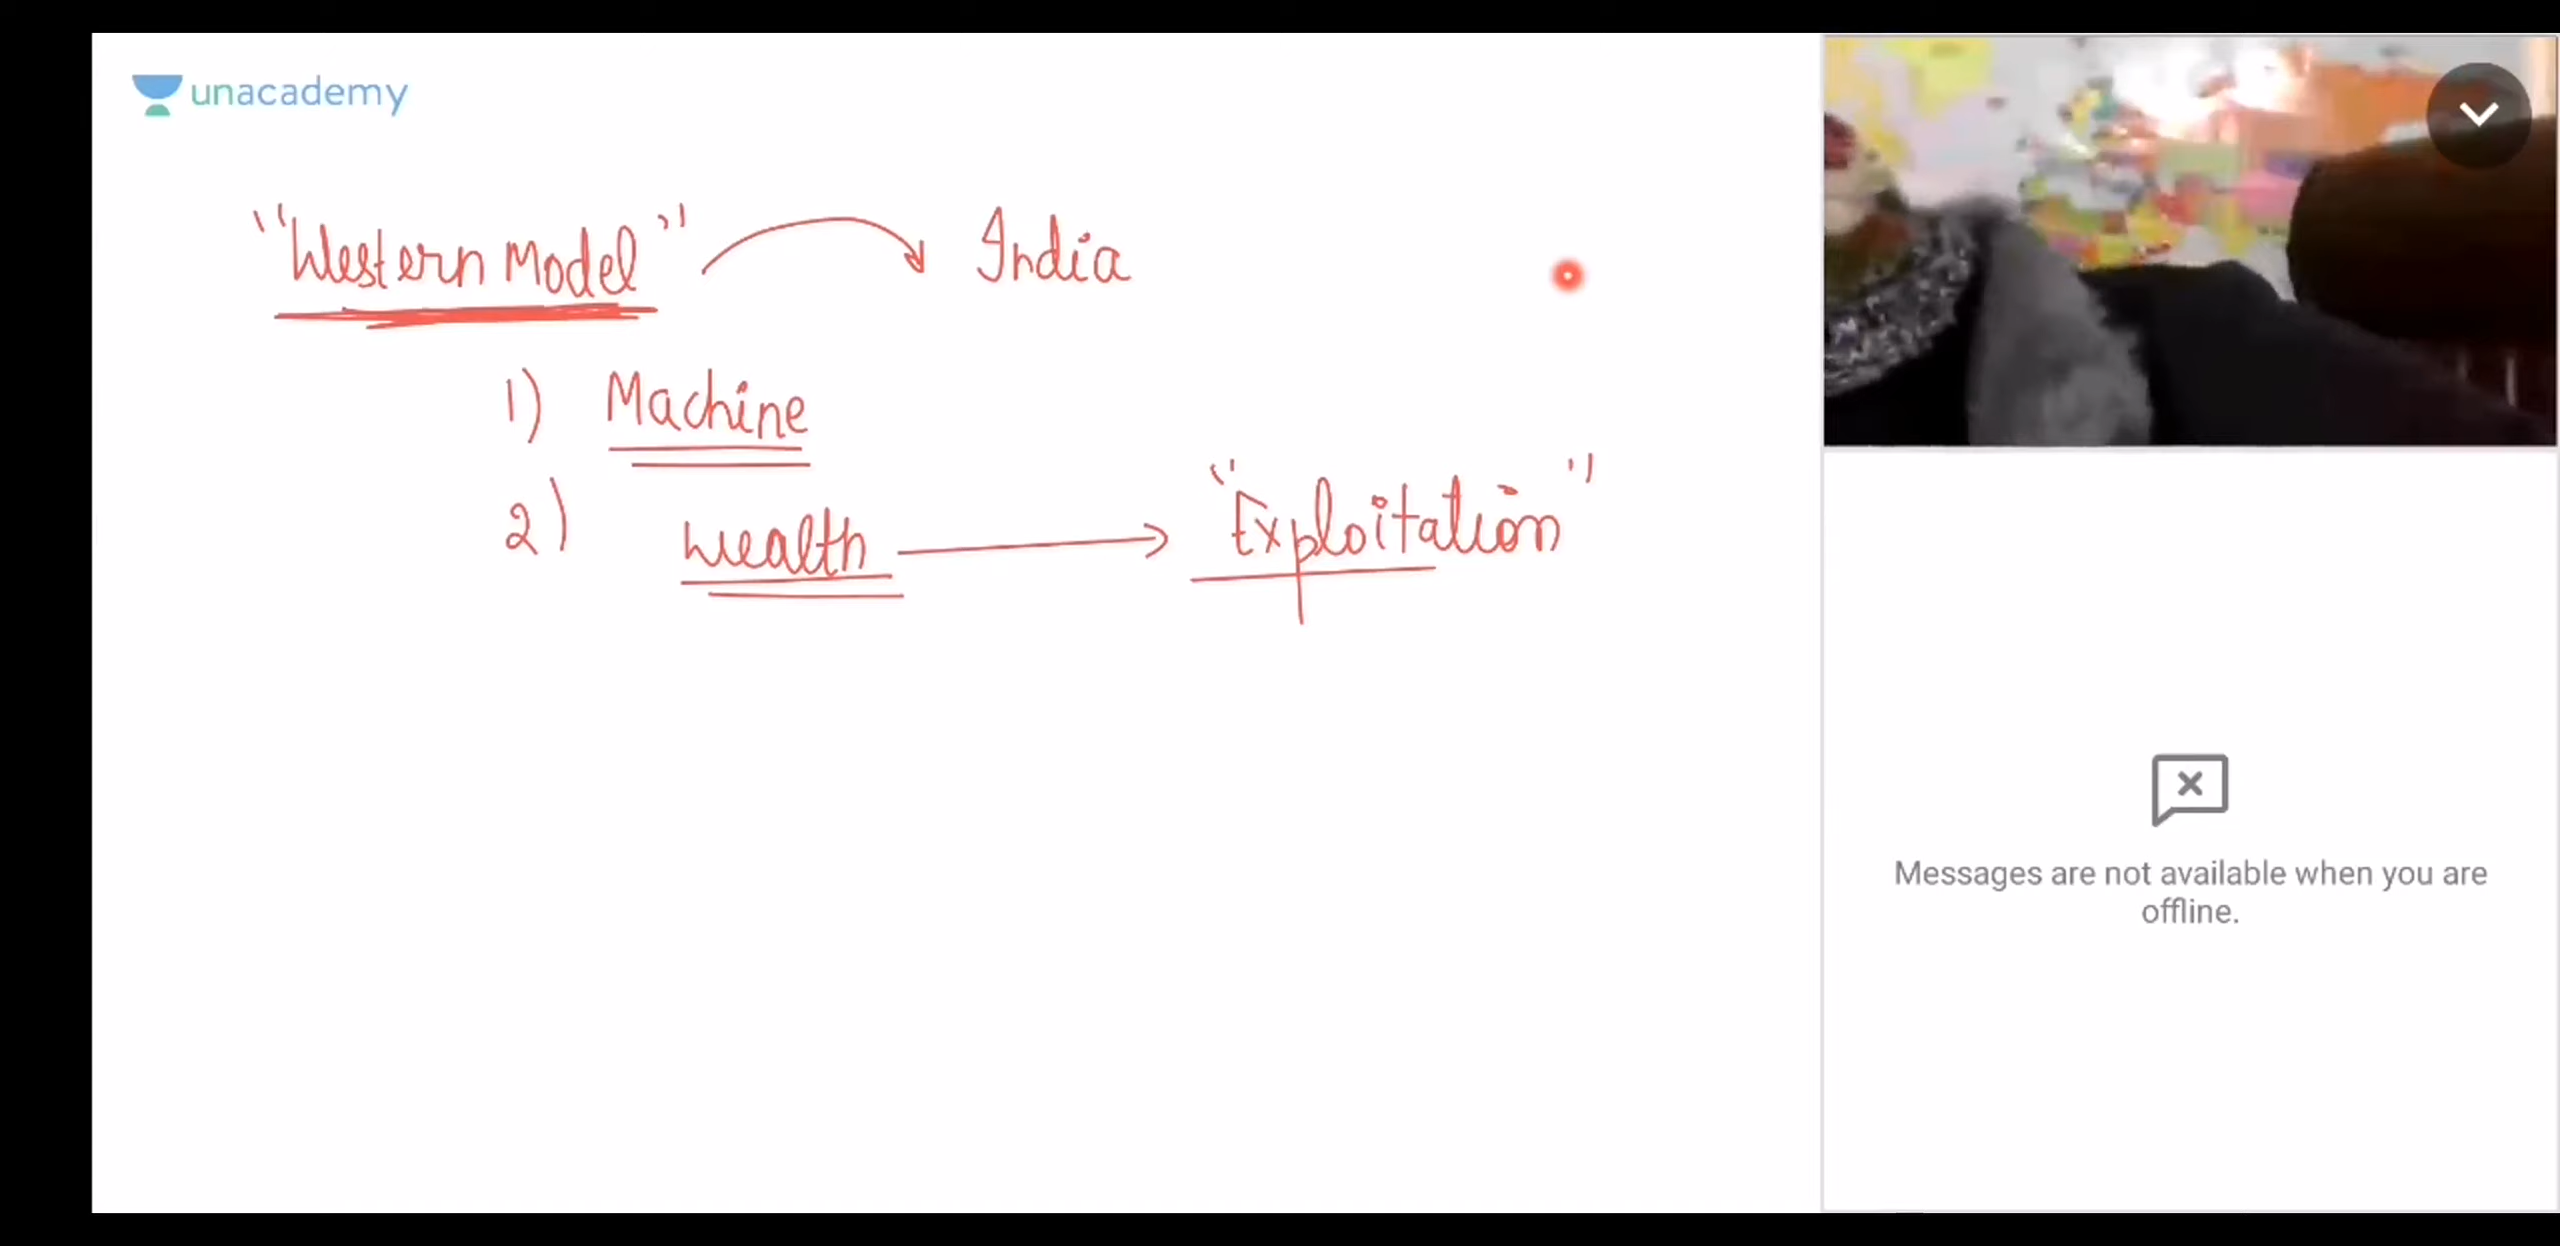 unacademy
"Western Model" India
1) Machine
2) Wealth "Exploitation"
Messages are not available when you are
offline.